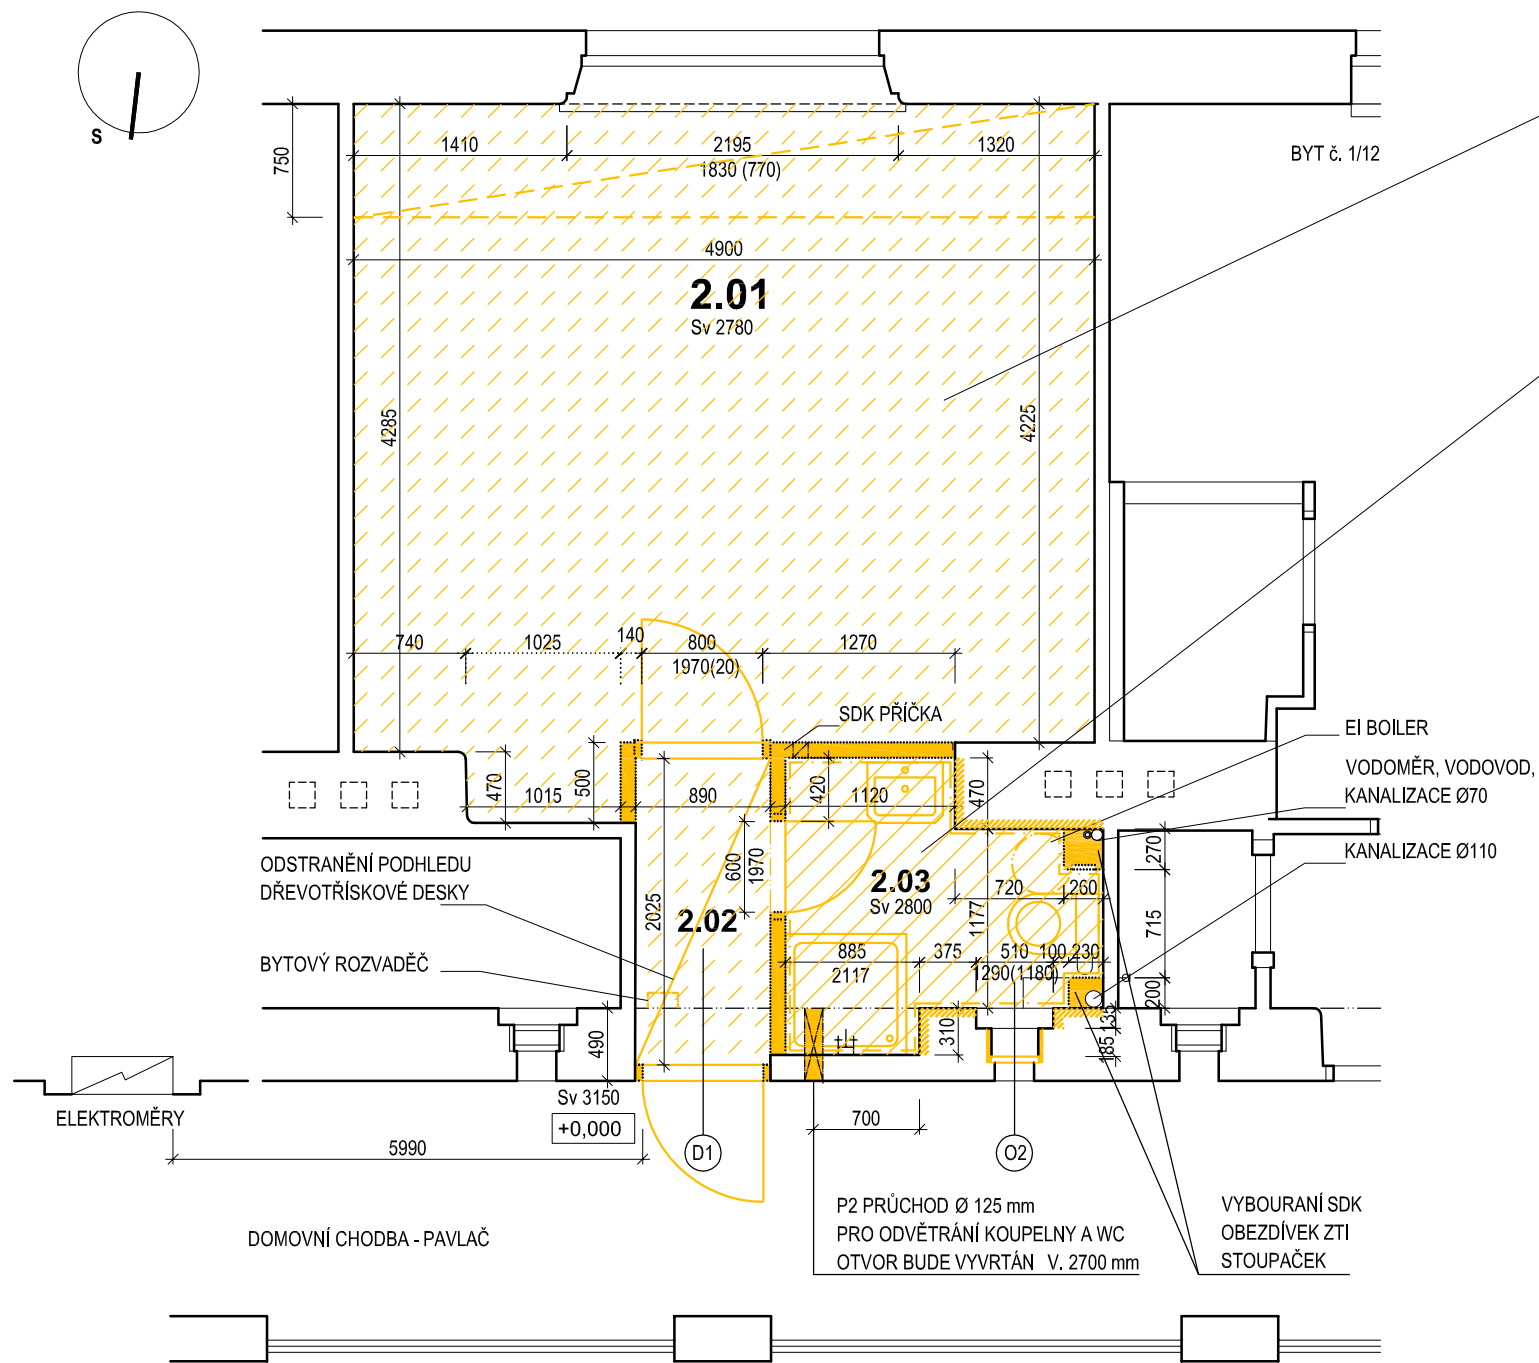 S
BYT č. 1/12
750
1410
2195
1830 (770)
1320
4900
2.01
Sv 2780
4285
4225
740
1025
140
800
1970(20)
1270
SDK PŘÍČKA
EI BOILER
VODOMĚR, VODOVOD,
KANALIZACE Ø70
KANALIZACE Ø110
470
500
1015
890
420
1120
470
270
ODSTRANĚNÍ PODHLEDU
DŘEVOTŘÍSKOVÉ DESKY
600
1970
2.03
Sv 2800
720
260
1177
2025
2.02
715
BYTOVÝ ROZVADĚČ
885
2117
375
510
1290(1180)
100
230
200
135
185
310
490
Sv 3150
+0,000
ELEKTROMĚRY
5990
700
D1
O2
P2 PRŮCHOD Ø 125 mm
PRO ODVĚTRÁNÍ KOUPELNY A WC
OTVOR BUDE VYVRTÁN V. 2700 mm
VYBOURANÍ SDK
OBEZDÍVEK ZTI
STOUPAČEK
DOMOVNÍ CHODBA - PAVLAČ